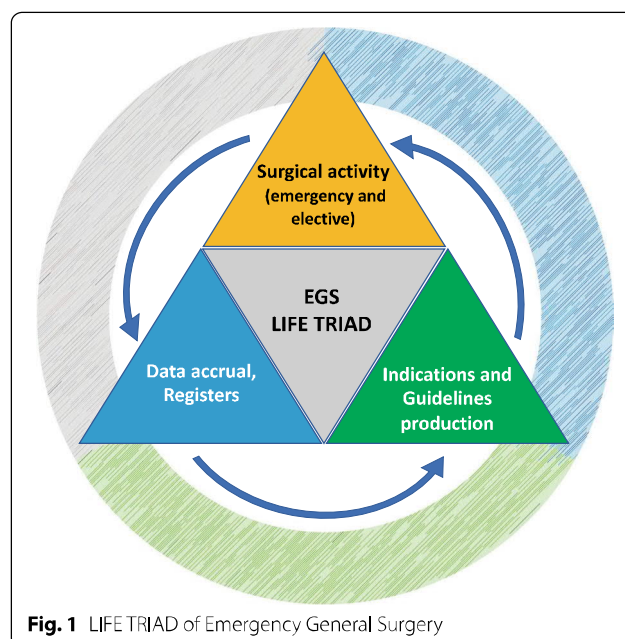 Surgical activity
(emergency and
elective)
EGS
LIFE TRIAD
Data accrual,
Registers
Indications and
Guidelines
production
Fig. 1 LIFE TRIAD of Emergency General Surgery